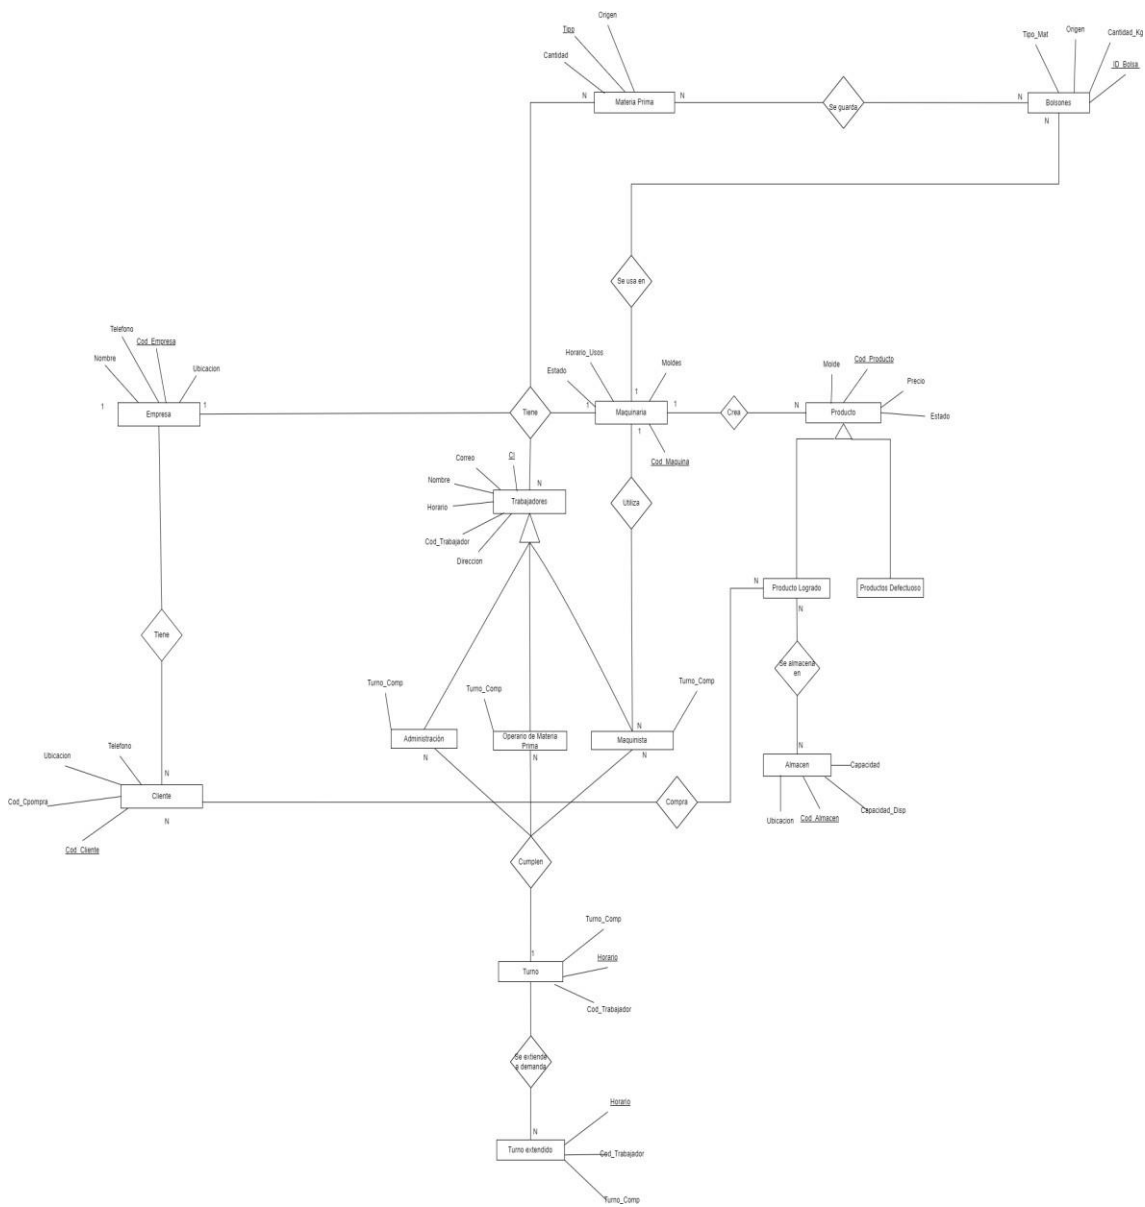 Origen
Tipo
Cantidad
N
Materia Prima
N
Se guarda
N
Tipo_Mat
Origen
Cantidad_Kg
ID_Bolsa
Bolsones
N
Se usa en
Telefono
Cod_Empresa
Nombre
Ubicacion
1
Empresa
1
Tiene
Horario_Usos
Estado
Moldes
1
1
Maquinaria
1
1
Cod_Maquina
Crea
N
Molde
Cod_Producto
Precio
Estado
Producto
Correo
CI
Nombre
N
Horario
Trabajadores
Cod_Trabajador
Direccion
Utiliza
N
Producto Logrado
N
Productos Defectuoso
Tiene
Se almacena
en
N
Almacen
Capacidad
Ubicacion
Cod_Almacen
Capacidad_Disp
Turno_Comp
Administración
N
Turno_Comp
Operario de Materia
Prima
N
Turno_Comp
N
Maquinista
N
Ubicacion
Telefono
N
Cod_Cpompra
Cliente
N
Cod_Cliente
Compra
Cumplen
1
Turno_Comp
Horario
Turno
Cod_Trabajador
Se extiende
a demanda
N
Turno extendido
Horario
Cod_Trabajador
Turno_Comp